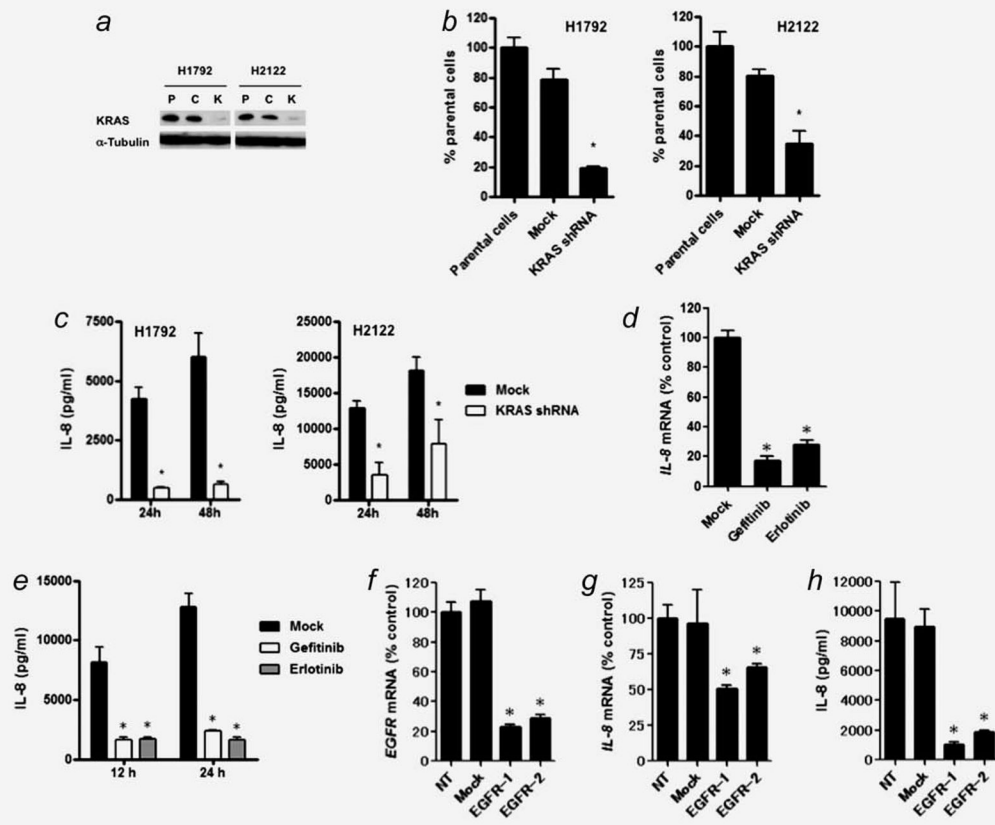 a
H1792 H2122
P C K P C K
KRAS
α-Tubulin
b
H1792
% parental cells
120
100
80
60
40
20
0
Parental cells
Mock
KRAS shRNA
*
H2122
% parental cells
120
100
80
60
40
20
0
Parental cells
Mock
KRAS shRNA
*
c
H1792
IL-8 (pg/ml)
7500
5000
2500
0
* *
24h 48h
H2122
IL-8 (pg/ml)
25000
20000
15000
10000
5000
0
* *
24h 48h
Mock
KRAS shRNA
d
IL-8 mRNA (% control)
120
100
80
60
40
20
0
* *
Mock
Gefitinib
Erlotinib
e
IL-8 (pg/ml)
15000
10000
5000
0
* * * *
12 h 24 h
Mock
Gefitinib
Erlotinib
f
EGFR mRNA (% control)
120
100
80
60
40
20
0
* *
NT
Mock
EGFR-1
EGFR-2
g
IL-8 mRNA (% control)
125
100
75
50
25
0
* *
NT
Mock
EGFR-1
EGFR-2
h
IL-8 (pg/ml)
12000
10000
8000
6000
4000
2000
0
* *
NT
Mock
EGFR-1
EGFR-2